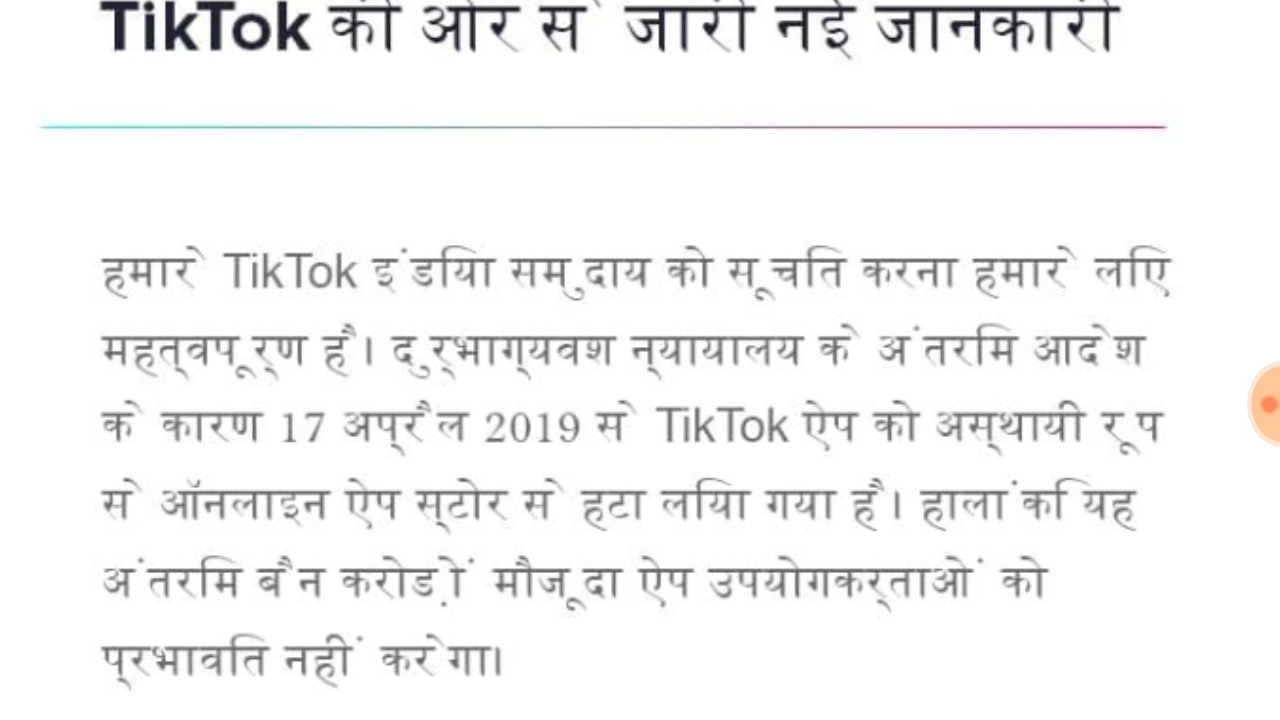 TikTok की ओर से जारी नई जानकारी
हमारे TikTok इंडिया समुदाय को सूचित करना हमारे लिए
महत्वपूर्ण है। दुर्भाग्यवश न्यायालय के अंतरिम आदेश
के कारण 17 अप्रैल 2019 से TikTok ऐप को अस्थायी रूप
से ऑनलाइन ऐप स्टोर से हटा लिया गया है। हालांकि यह
अंतरिम बैन करोड़ों मौजूदा ऐप उपयोगकर्ताओं को
प्रभावित नहीं करेगा।